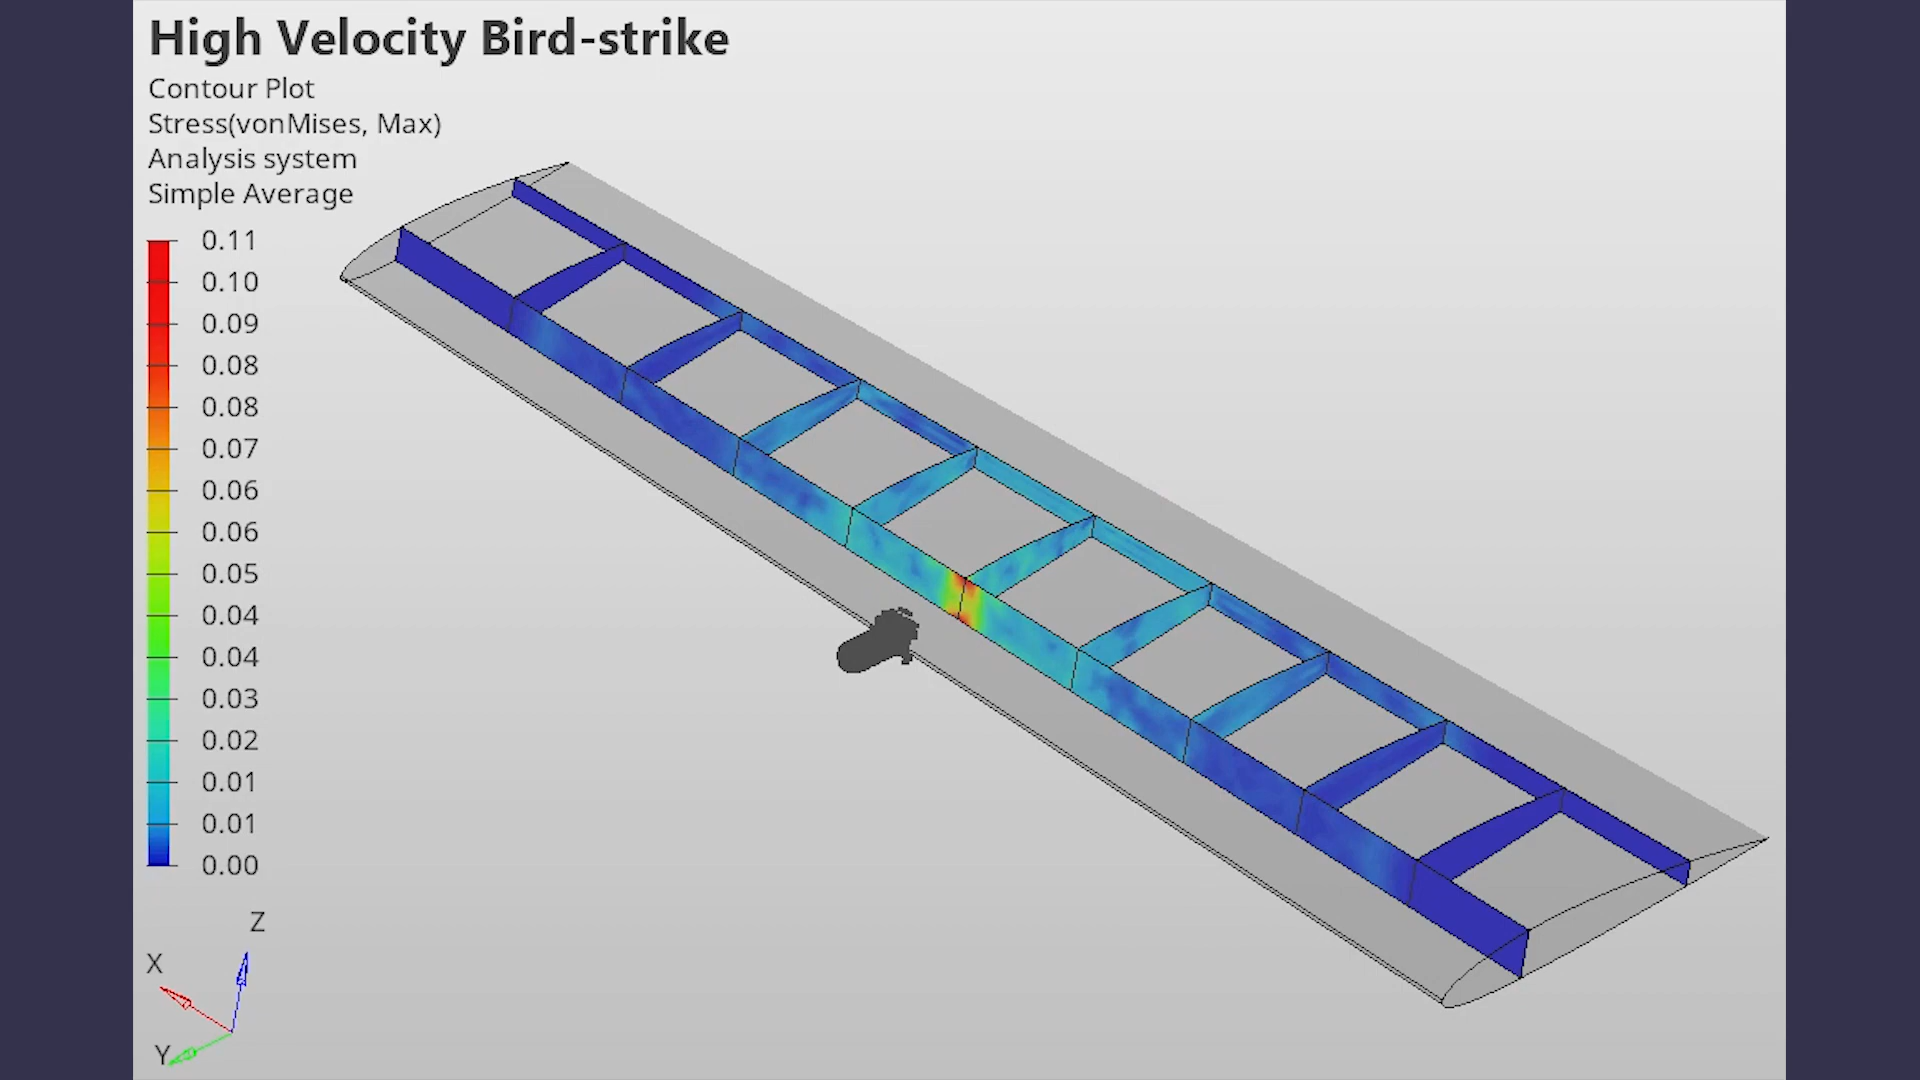 High Velocity Bird-strike
Contour Plot
Stress(vonMises, Max)
Analysis system
Simple Average
0.11
0.10
0.09
0.08
0.08
0.07
0.06
0.06
0.05
0.04
0.04
0.03
0.02
0.01
0.01
0.00
Z
X
Y